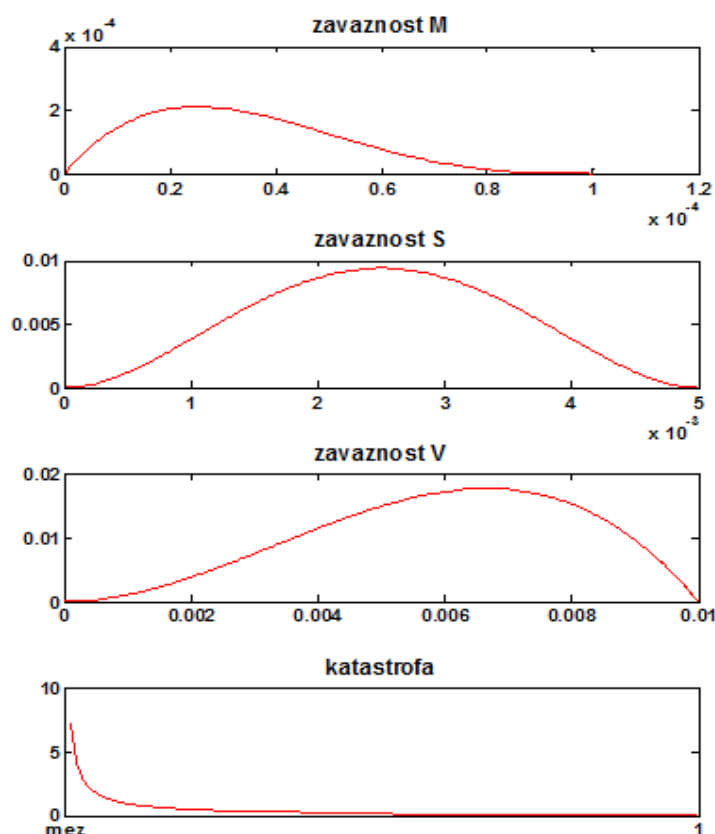 zavaznost M
x 10-4
4
2
0
0 0.2 0.4 0.6 0.8 1 1.2
x 10-4
zavaznost S
0.01
0.005
0
0 1 2 3 4 5
x 10-3
zavaznost V
0.02
0.01
0
0 0.002 0.004 0.006 0.008 0.01
katastrofa
10
5
0
mez 1